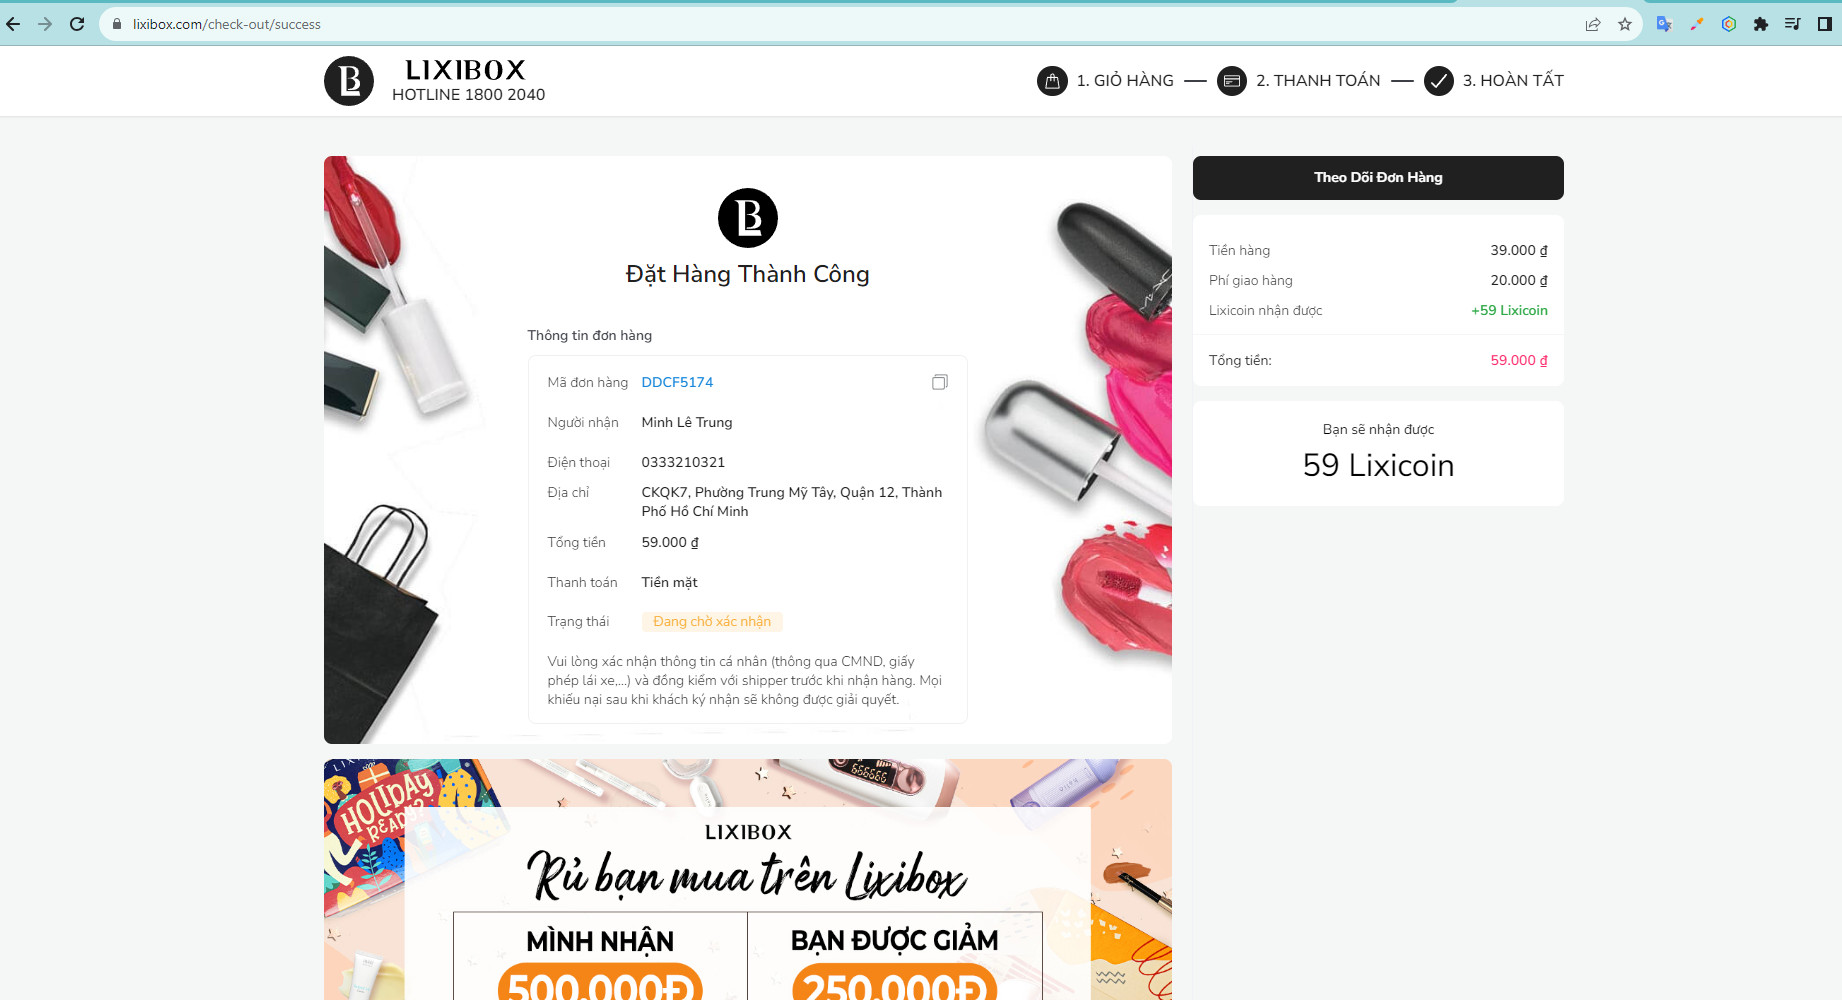 lixibox.com/check-out/success
LIXIBOX
HOTLINE 1800 2040
1. GIỎ HÀNG
2. THANH TOÁN
3. HOÀN TẤT
Đặt Hàng Thành Công
Thông tin đơn hàng
Mã đơn hàng DDCF5174
Người nhận Minh Lê Trung
Điện thoại 0333210321
Địa chỉ CKQK7, Phường Trung Mỹ Tây, Quận 12, Thành
Phố Hồ Chí Minh
Tổng tiền 59.000 ₫
Thanh toán Tiền mặt
Trạng thái Đang chờ xác nhận
Vui lòng xác nhận thông tin cá nhân (thông qua CMND, giấy
phép lái xe,...) và đồng kiểm với shipper trước khi nhận hàng. Mọi
khiếu nại sau khi khách ký nhận sẽ không được giải quyết.
Theo Dõi Đơn Hàng
Tiền hàng 39.000 ₫
Phí giao hàng 20.000 ₫
Lixicoin nhận được +59 Lixicoin
Tổng tiền: 59.000 ₫
Bạn sẽ nhận được
59 Lixicoin
HOLIDAY
READY?
666666
LIXIBOX
Rủ bạn mua trên Lixibox
MÌNH NHẬN
500.000Đ
BẠN ĐƯỢC GIẢM
250.000Đ